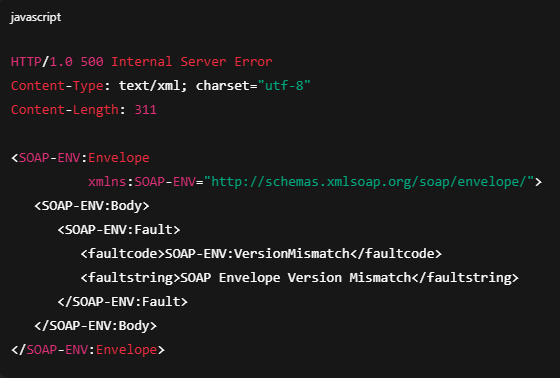 javascript
HTTP/1.0 500 Internal Server Error
Content-Type: text/xml; charset="utf-8"
Content-Length: 311
<SOAP-ENV:Envelope
xmlns:SOAP-ENV="http://schemas.xmlsoap.org/soap/envelope/">
<SOAP-ENV:Body>
<SOAP-ENV:Fault>
<faultcode>SOAP-ENV:VersionMismatch</faultcode>
<faultstring>SOAP Envelope Version Mismatch</faultstring>
</SOAP-ENV:Fault>
</SOAP-ENV:Body>
</SOAP-ENV:Envelope>